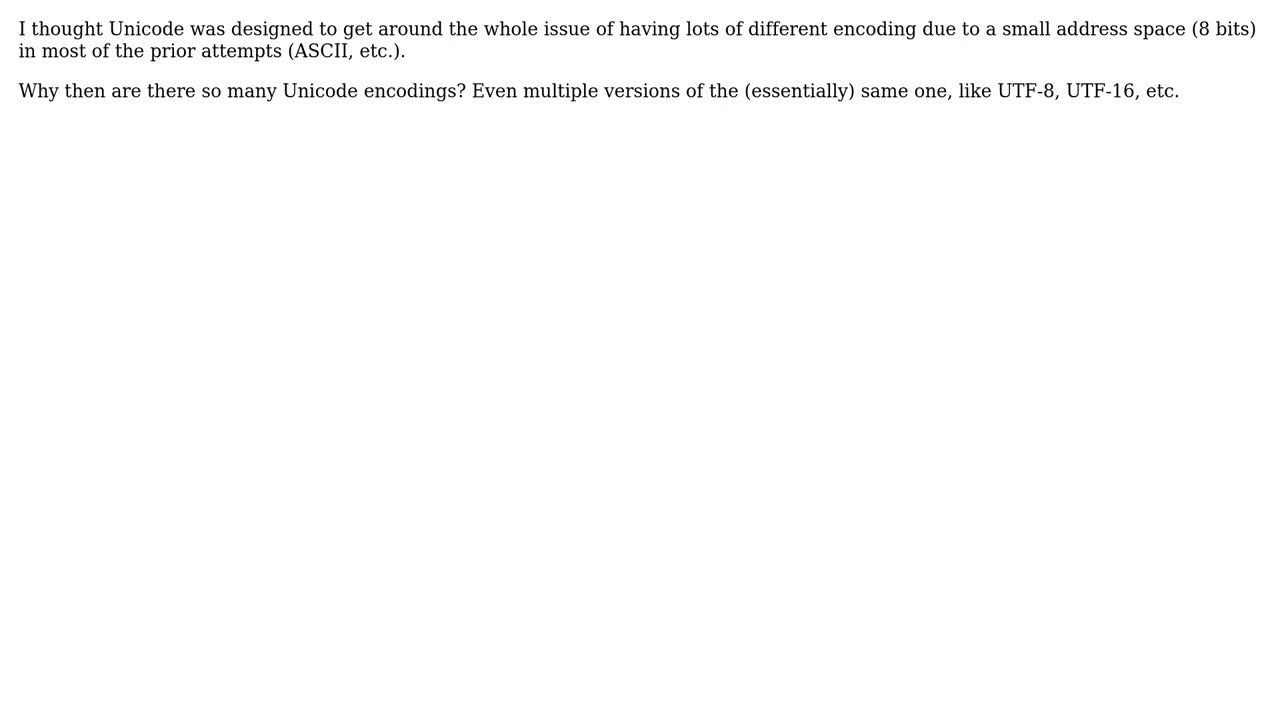 I thought Unicode was designed to get around the whole issue of having lots of different encoding due to a small address space (8 bits)
in most of the prior attempts (ASCII, etc.).
Why then are there so many Unicode encodings? Even multiple versions of the (essentially) same one, like UTF-8, UTF-16, etc.